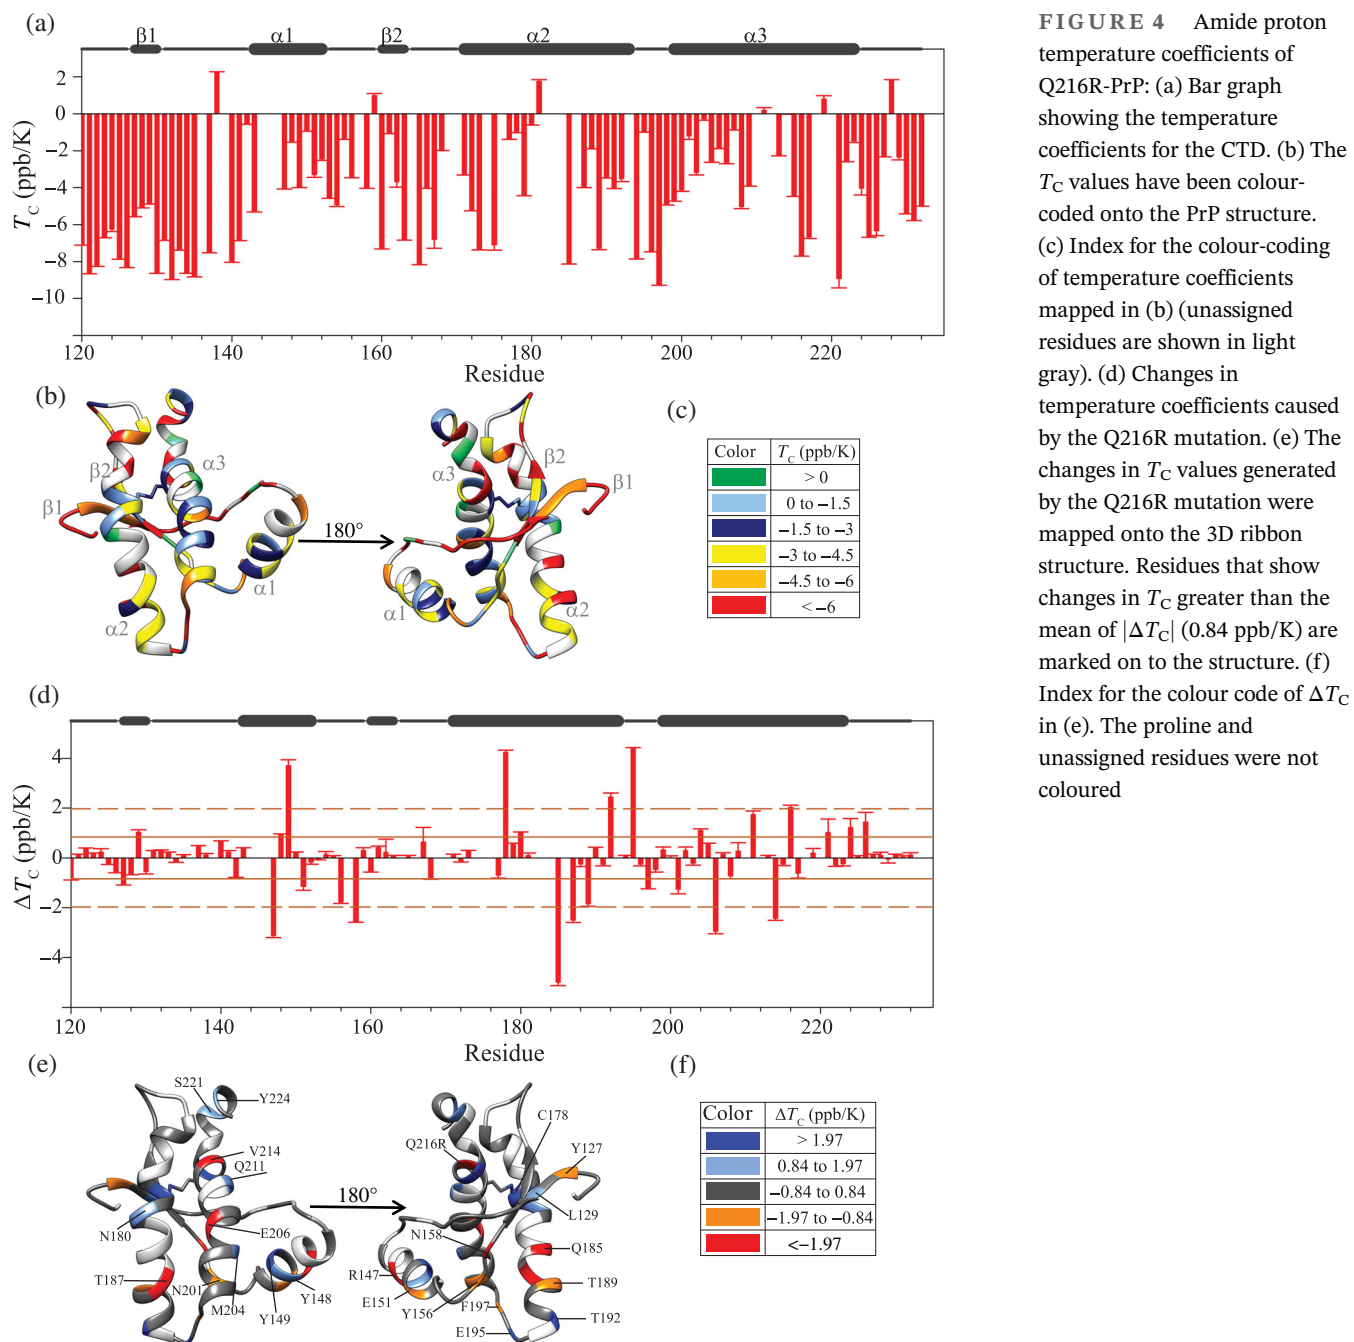 (a)
β1
α1
β2
α2
α3
2
0
−2
−4
−6
−8
−10
T_C (ppb/K)
120
140
160
180
200
220
Residue
(b)
β2
α3
β1
α1
α2
180°
α3
β2
β1
α1
α2
(c)
Color T_C (ppb/K)
> 0
0 to −1.5
−1.5 to −3
−3 to −4.5
−4.5 to −6
< −6
(d)
4
2
0
−2
−4
ΔT_C (ppb/K)
120
140
160
180
200
220
Residue
(e)
S221
Y224
V214
Q211
N180
E206
T187
N201
M204
Y149
Y148
180°
C178
Q216R
Y127
L129
N158
Q185
R147
E151
T189
Y156
F197
T192
E195
(f)
Color ΔT_C (ppb/K)
> 1.97
0.84 to 1.97
−0.84 to 0.84
−1.97 to −0.84
<−1.97
FIGURE 4 Amide proton
temperature coefficients of
Q216R-PrP: (a) Bar graph
showing the temperature
coefficients for the CTD. (b) The
T_C values have been colour-
coded onto the PrP structure.
(c) Index for the colour-coding
of temperature coefficients
mapped in (b) (unassigned
residues are shown in light
gray). (d) Changes in
temperature coefficients caused
by the Q216R mutation. (e) The
changes in T_C values generated
by the Q216R mutation were
mapped onto the 3D ribbon
structure. Residues that show
changes in T_C greater than the
mean of |ΔT_C| (0.84 ppb/K) are
marked on to the structure. (f)
Index for the colour code of ΔT_C
in (e). The proline and
unassigned residues were not
coloured